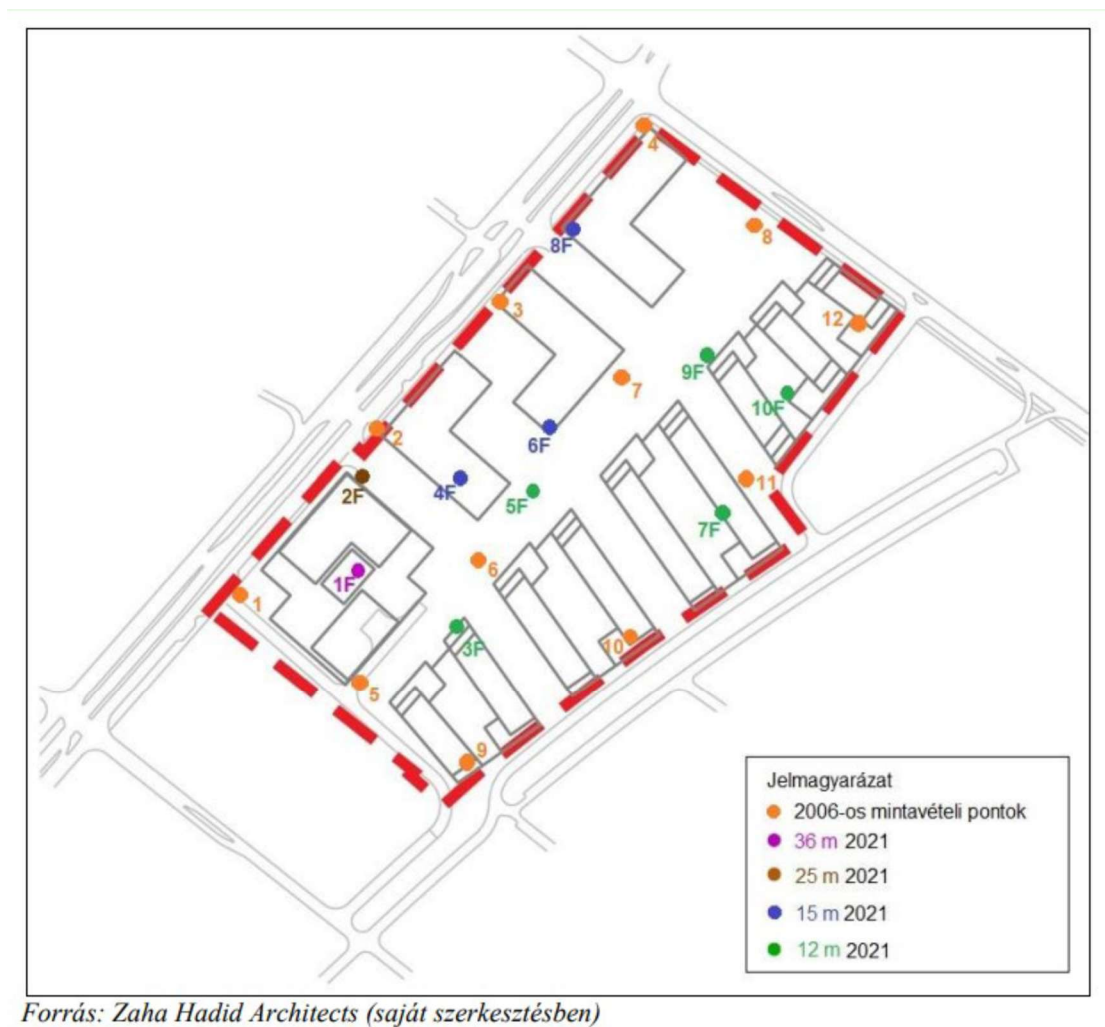 4
8
8F
3
12
9F
7
10F
2
6F
11
2F
4F
5F
7F
6
1F
1
3F
10
5
9
Jelmagyarázat
2006-os mintavételi pontok
36 m 2021
25 m 2021
15 m 2021
12 m 2021
Forrás: Zaha Hadid Architects (saját szerkesztésben)